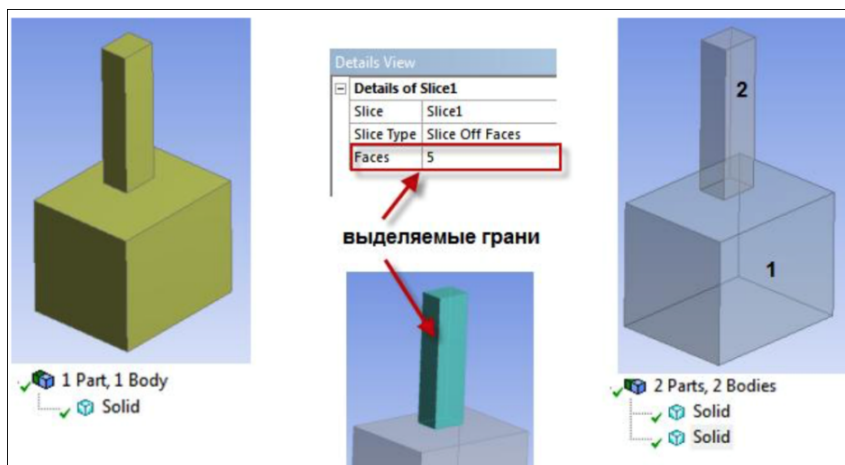 Details View
Details of Slice1
Slice Slice1
Slice Type Slice Off Faces
Faces 5
выделяемые грани
2
1
1 Part, 1 Body
Solid
2 Parts, 2 Bodies
Solid
Solid